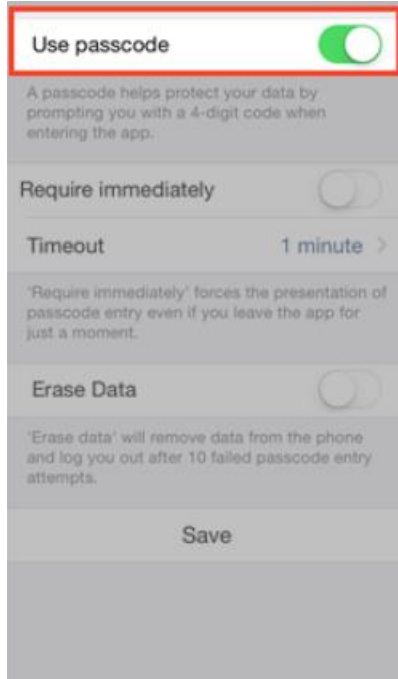 Use passcode
A passcode helps protect your data by
prompting you with a 4-digit code when
entering the app.
Require immediately
Timeout 1 minute >
'Require immediately' forces the presentation of
passcode entry even if you leave the app for
just a moment.
Erase Data
'Erase data' will remove data from the phone
and log you out after 10 failed passcode entry
attempts.
Save